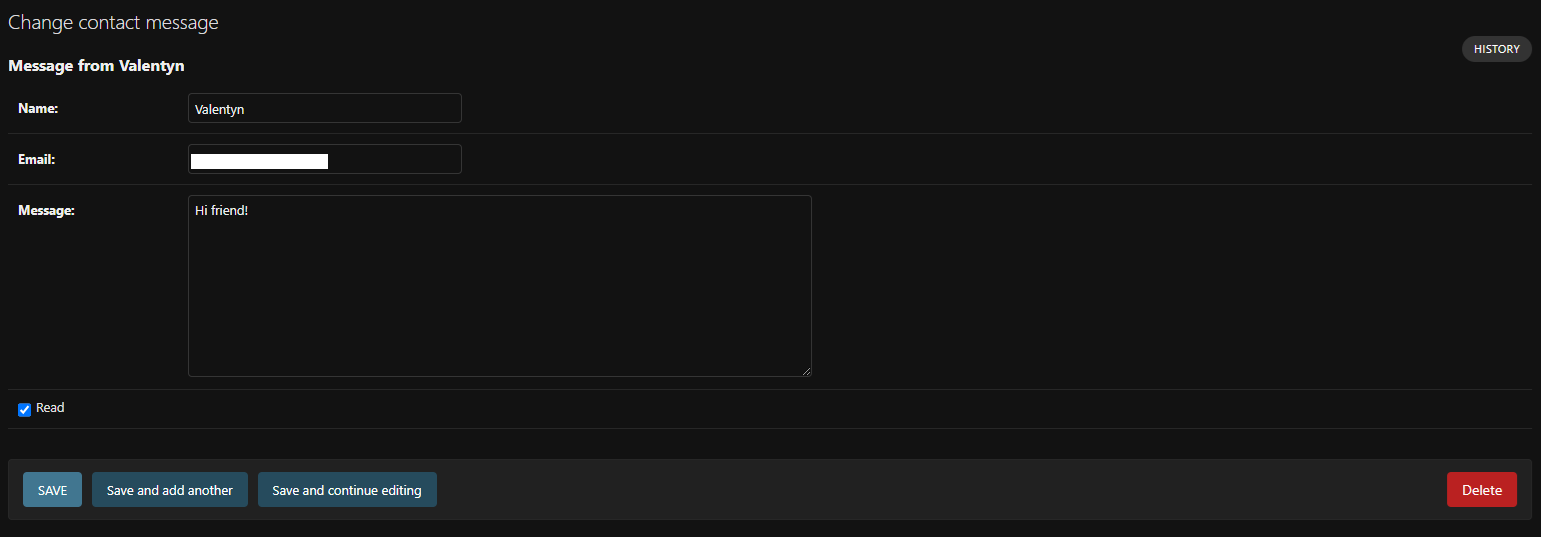 Change contact message
HISTORY
Message from Valentyn
Name:
Valentyn
Email:
Message:
Hi friend!
Read
SAVE
Save and add another
Save and continue editing
Delete